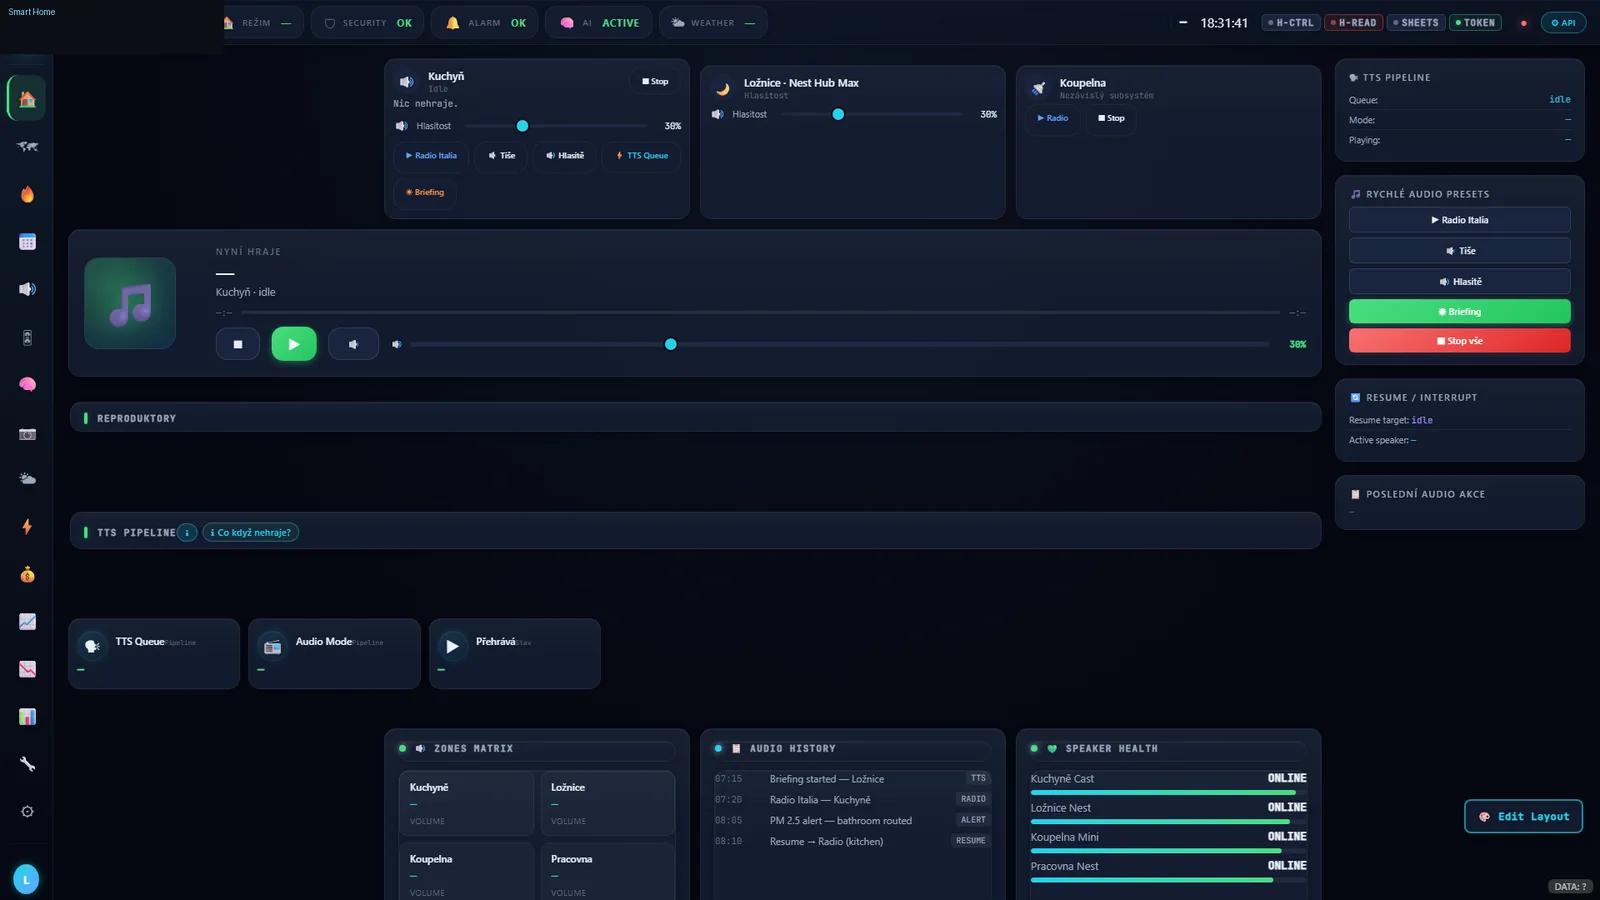 Smart Home
REŽIM —
SECURITY OK
ALARM OK
AI ACTIVE
WEATHER —
— 18:31:41
H-CTRL
H-READ
SHEETS
TOKEN
API
Kuchyň
Idle
Stop
Nic nehraje.
Hlasitost 30%
Radio Italia
Tiše
Hlasitě
TTS Queue
Briefing
Ložnice · Nest Hub Max
Hlasitost
Hlasitost 30%
Koupelna
Nezávislý subsystém
Radio
Stop
TTS PIPELINE
Queue: idle
Mode: —
Playing: —
RYCHLÉ AUDIO PRESETS
Radio Italia
Tiše
Hlasitě
Briefing
Stop vše
NYNÍ HRAJE
—
Kuchyň · idle
—:— —:—
30%
RESUME / INTERRUPT
Resume target: idle
Active speaker: —
REPRODUKTORY
POSLEDNÍ AUDIO AKCE
—
TTS PIPELINE
i
ℹ Co když nehraje?
TTS Queue Pipeline
—
Audio Mode Pipeline
—
Přehrává Stav
—
ZONES MATRIX
Kuchyně
—
VOLUME
Ložnice
—
VOLUME
Koupelna
—
VOLUME
Pracovna
—
VOLUME
AUDIO HISTORY
07:15 Briefing started — Ložnice TTS
07:20 Radio Italia — Kuchyně RADIO
08:05 PM 2.5 alert — bathroom routed ALERT
08:10 Resume → Radio (kitchen) RESUME
SPEAKER HEALTH
Kuchyně Cast ONLINE
Ložnice Nest ONLINE
Koupelna Mini ONLINE
Pracovna Nest ONLINE
Edit Layout
L
DATA: ?